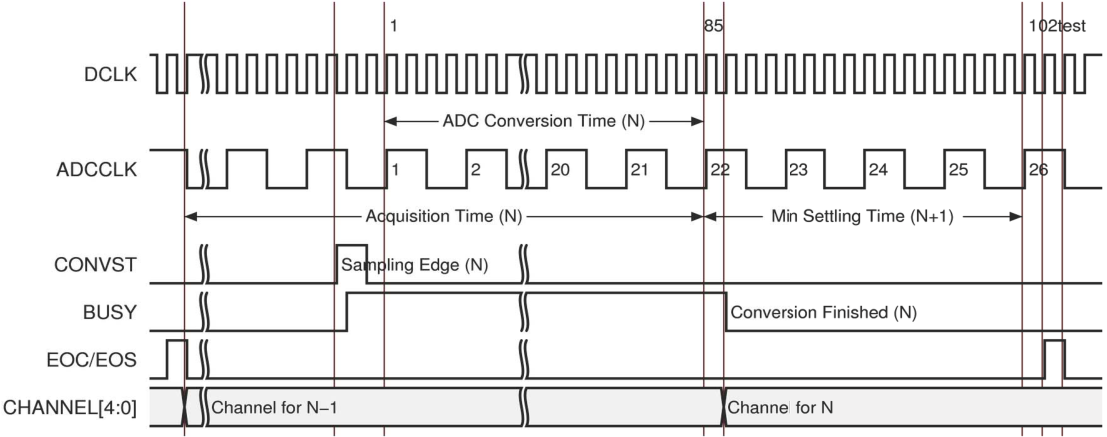 1 85 102test
DCLK
ADC Conversion Time (N)
ADCCLK 1 2 20 21 22 23 24 25 26
Acquisition Time (N) Min Settling Time (N+1)
CONVST Sampling Edge (N)
BUSY Conversion Finished (N)
EOC/EOS
CHANNEL[4:0] Channel for N–1 Channel for N